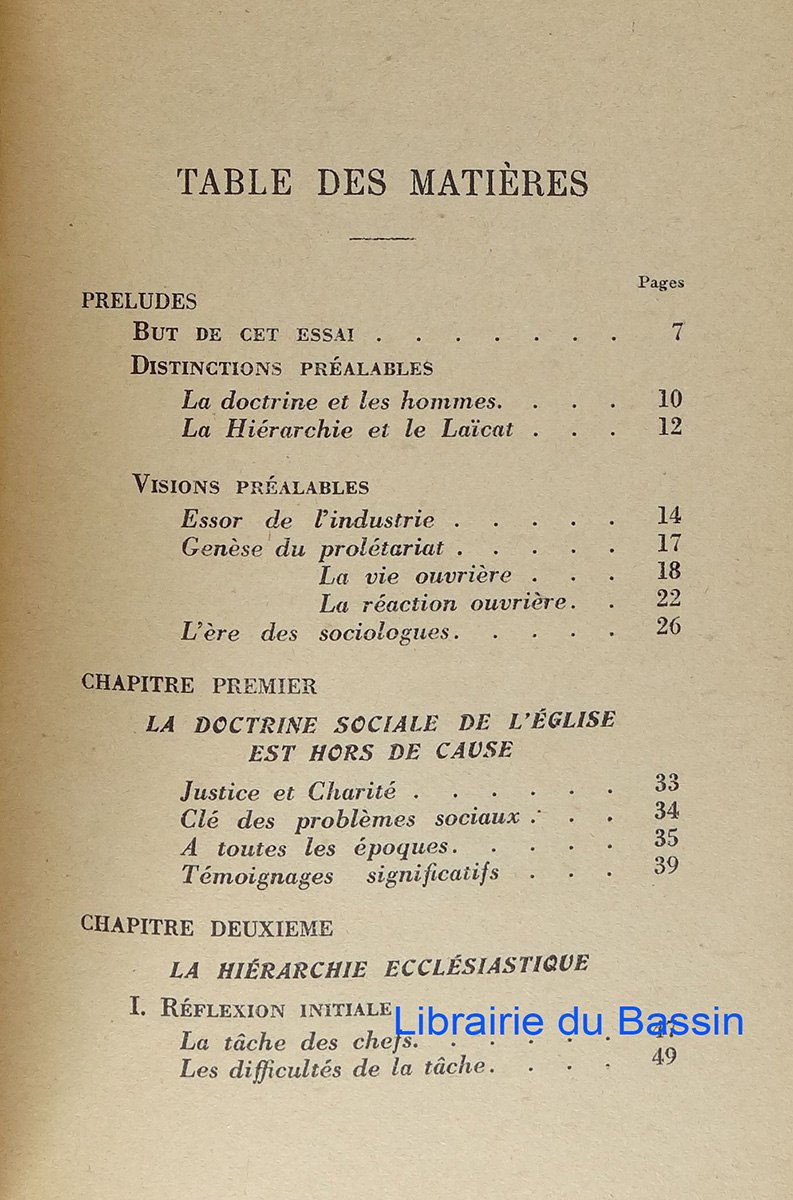 TABLE DES MATIÈRES
Pages
PRELUDES
BUT DE CET ESSAI . . . . . . . 7
DISTINCTIONS PRÉALABLES
La doctrine et les hommes. . . . 10
La Hiérarchie et le Laïcat . . . 12
VISIONS PRÉALABLES
Essor de l'industrie . . . . . 14
Genèse du prolétariat . . . . . 17
La vie ouvrière . . . 18
La réaction ouvrière. . . 22
L'ère des sociologues. . . . . 26
CHAPITRE PREMIER
LA DOCTRINE SOCIALE DE L'ÉGLISE
EST HORS DE CAUSE
Justice et Charité . . . . . . 33
Clé des problèmes sociaux . . . 34
A toutes les époques. . . . . 35
Témoignages significatifs . . . 39
CHAPITRE DEUXIEME
LA HIÉRARCHIE ECCLÉSIASTIQUE
I. RÉFLEXION INITIALE
Librairie du Bassin
La tâche des chefs. . . . . . 47
Les difficultés de la tâche. . . . 49